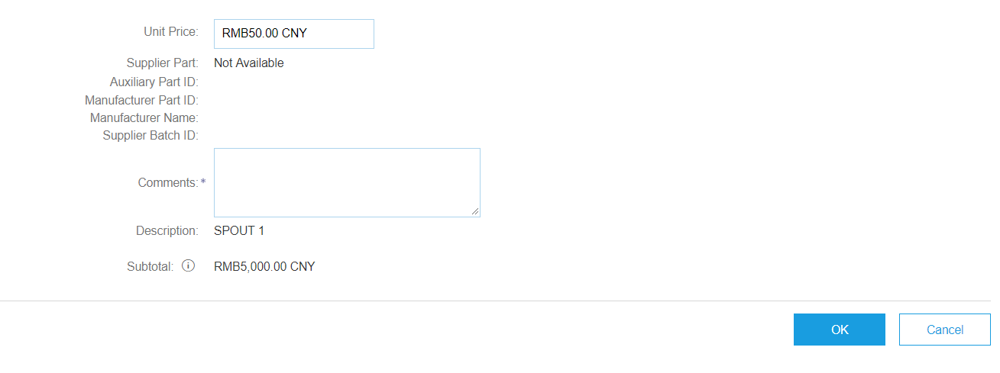 Unit Price: RMB50.00 CNY
Supplier Part: Not Available
Auxiliary Part ID:
Manufacturer Part ID:
Manufacturer Name:
Supplier Batch ID:
Comments:*
Description: SPOUT 1
Subtotal: RMB5,000.00 CNY
OK Cancel